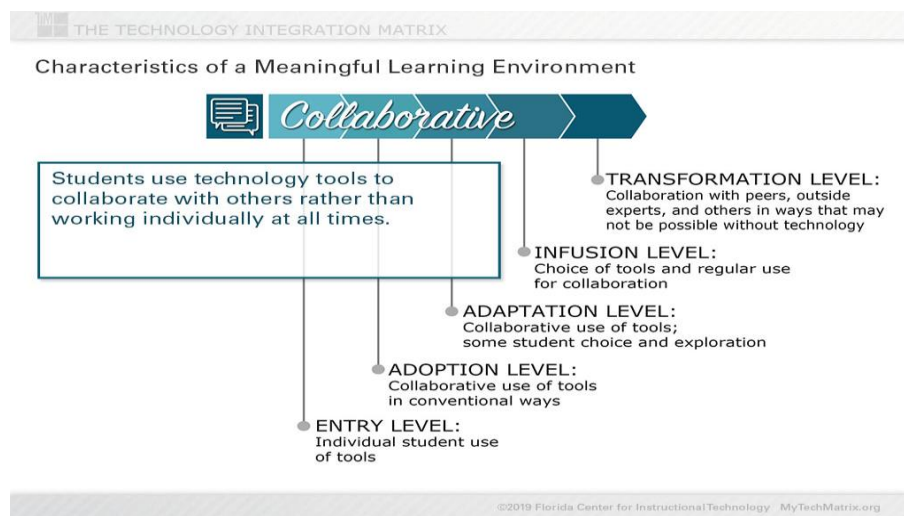 TIM THE TECHNOLOGY INTEGRATION MATRIX
Characteristics of a Meaningful Learning Environment
Collaborative
Students use technology tools to
collaborate with others rather than
working individually at all times.
TRANSFORMATION LEVEL:
Collaboration with peers, outside
experts, and others in ways that may
not be possible without technology
INFUSION LEVEL:
Choice of tools and regular use
for collaboration
ADAPTATION LEVEL:
Collaborative use of tools;
some student choice and exploration
ADOPTION LEVEL:
Collaborative use of tools
in conventional ways
ENTRY LEVEL:
Individual student use
of tools
©2019 Florida Center for Instructional Technology MyTechMatrix.org